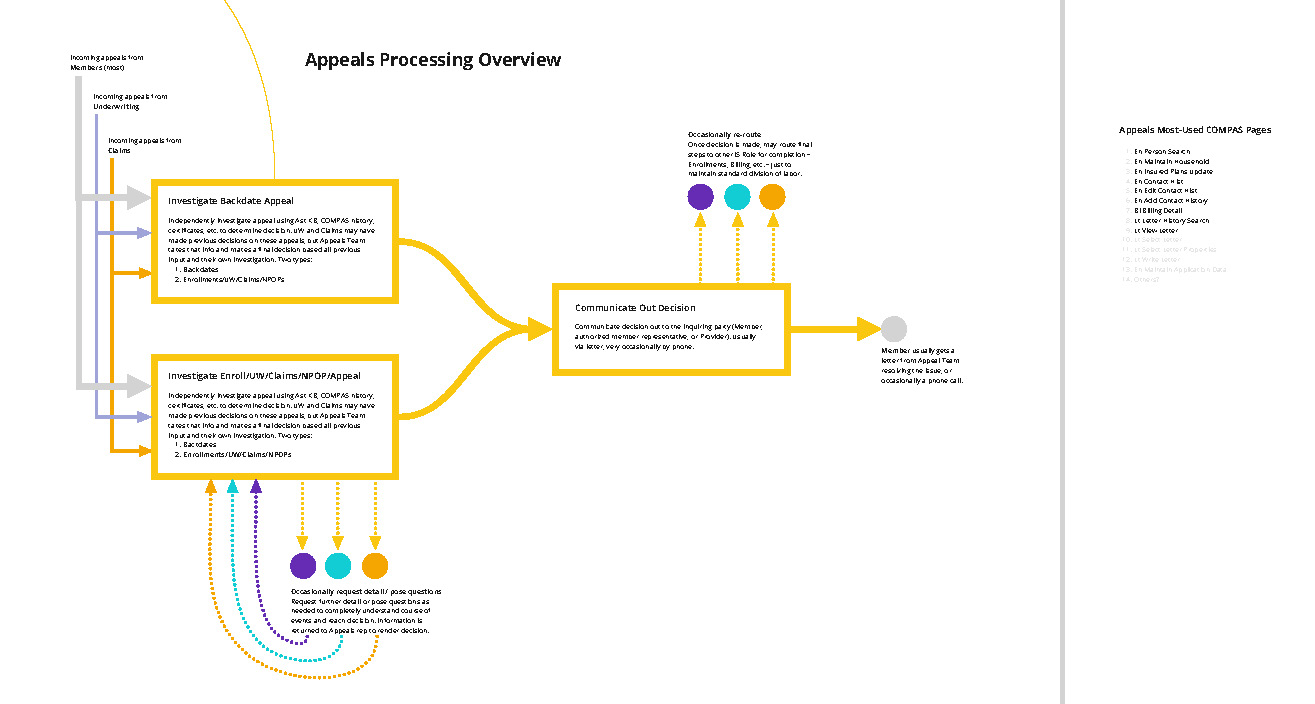 Appeals Processing Overview
Incoming appeals from
Members (most)
Incoming appeals from
Underwriting
Incoming appeals from
Claims
Investigate Backdate Appeal
Independently investigate appeal using Ast KB, COMPAS history,
certificates, etc. to determine decision. UW and Claims may have
made previous decisions on these appeals, but Appeals Team
takes that info and makes a final decision based all previous
input and their own investigation. Two types:
1. Backdates
2. Enrollments/UW/Claims/NPOPs
Investigate Enroll/UW/Claims/NPOP/Appeal
Independently investigate appeal using Ast KB, COMPAS history,
certificates, etc. to determine decision. UW and Claims may have
made previous decisions on these appeals, but Appeals Team
takes that info and makes a final decision based all previous
input and their own investigation. Two types:
1. Backdates
2. Enrollments/UW/Claims/NPOPs
Occasionally request detail / pose questions
Request further detail or pose questions as
needed to completely understand course of
events and reach decision. Information is
returned to Appeals rep to render decision.
Occasionally re-route
Once decision is made, may route final
steps to other IS Role for completion –
Enrollments, Billing, etc. – just to
maintain standard division of labor.
Communicate Out Decision
Communicate decision out to the inquiring party (Member,
authorized member representative, or Provider), usually
via letter, very occasionally by phone.
Member usually gets a
letter from Appeal Team
resolving the issue, or
occasionally a phone call.
Appeals Most-Used COMPAS Pages
1. En Person Search
2. En Maintain Household
3. En Insured Plans Update
4. En Contact Hist
5. En Edit Contact Hist
6. En Add Contact History
7. BI Billing Detail
8. Lt Letter History Search
9. Lt View Letter
10. Lt Select Letter
11. Lt Select Letter Properties
12. Lt Write Letter
13. En Maintain Application Data
14. Others?